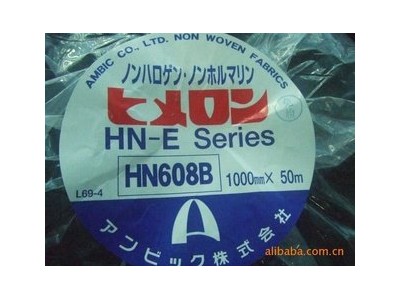 AMBIC CO., LTD. NON WOVEN FABRICS
ノンハロゲン・ノンホルマリン
ヒメロン
HN-E Series
HN608B
1000mm× 50m
L69-4
アンビック株式会社
alibaba.com.cn